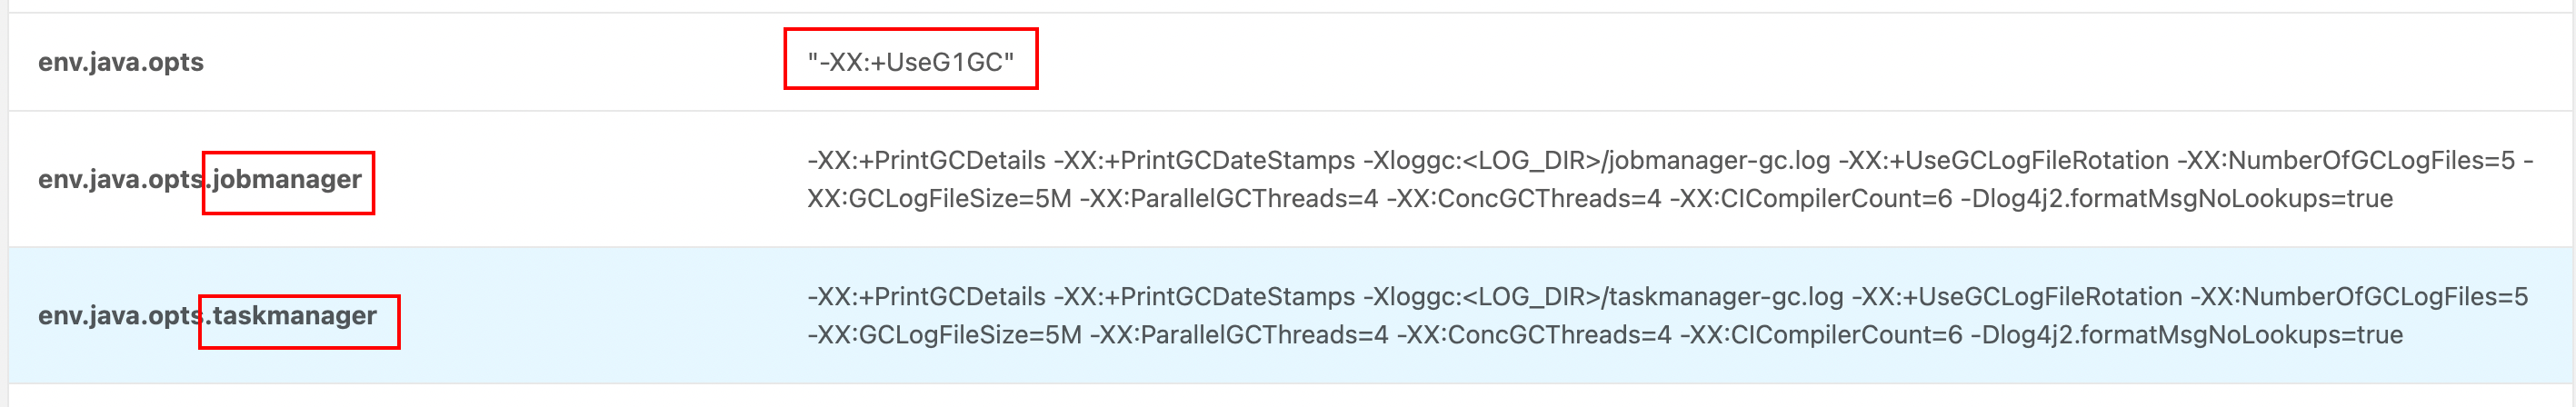 env.java.opts
"-XX:+UseG1GC"
env.java.opts.jobmanager
-XX:+PrintGCDetails -XX:+PrintGCDateStamps -Xloggc:<LOG_DIR>/jobmanager-gc.log -XX:+UseGCLogFileRotation -XX:NumberOfGCLogFiles=5 -
XX:GCLogFileSize=5M -XX:ParallelGCThreads=4 -XX:ConcGCThreads=4 -XX:CICompilerCount=6 -Dlog4j2.formatMsgNoLookups=true
env.java.opts.taskmanager
-XX:+PrintGCDetails -XX:+PrintGCDateStamps -Xloggc:<LOG_DIR>/taskmanager-gc.log -XX:+UseGCLogFileRotation -XX:NumberOfGCLogFiles=5
-XX:GCLogFileSize=5M -XX:ParallelGCThreads=4 -XX:ConcGCThreads=4 -XX:CICompilerCount=6 -Dlog4j2.formatMsgNoLookups=true